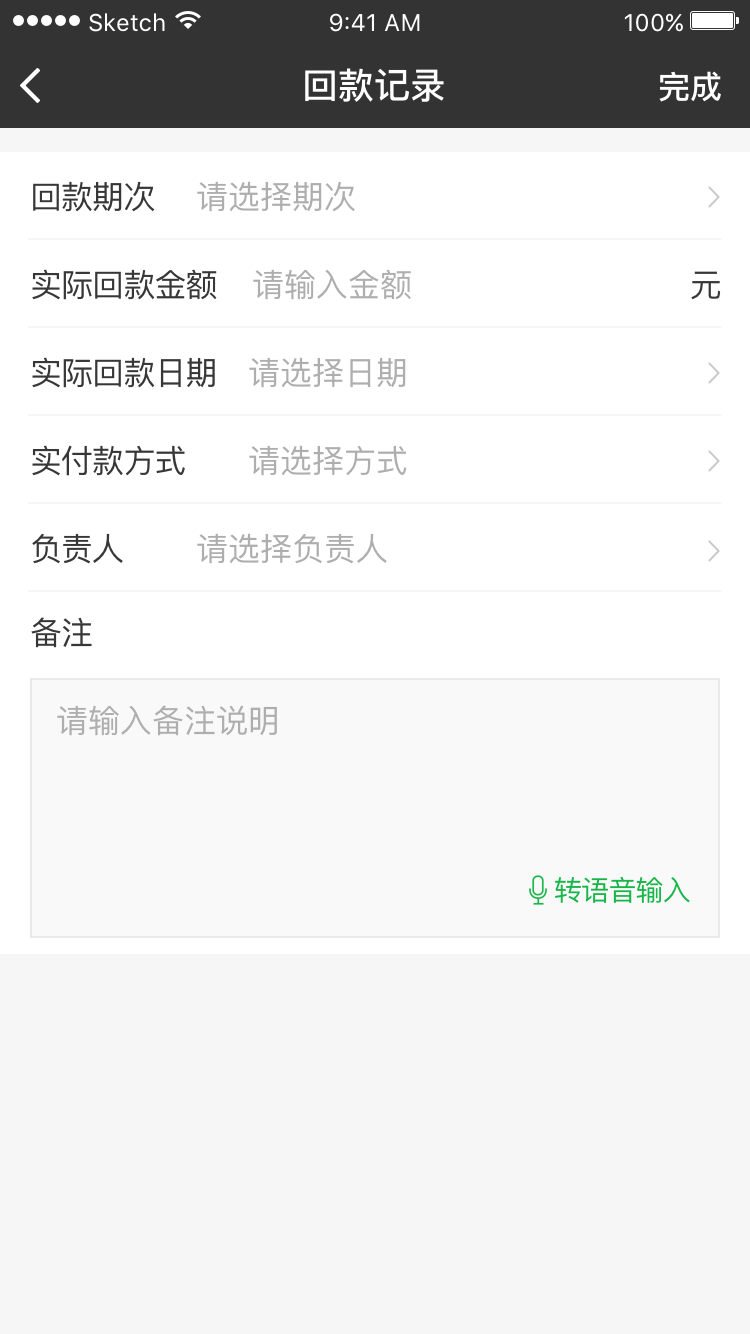 Sketch 9:41 AM 100%
回款记录 完成
回款期次 请选择期次
实际回款金额 请输入金额 元
实际回款日期 请选择日期
实付款方式 请选择方式
负责人 请选择负责人
备注
请输入备注说明
转语音输入